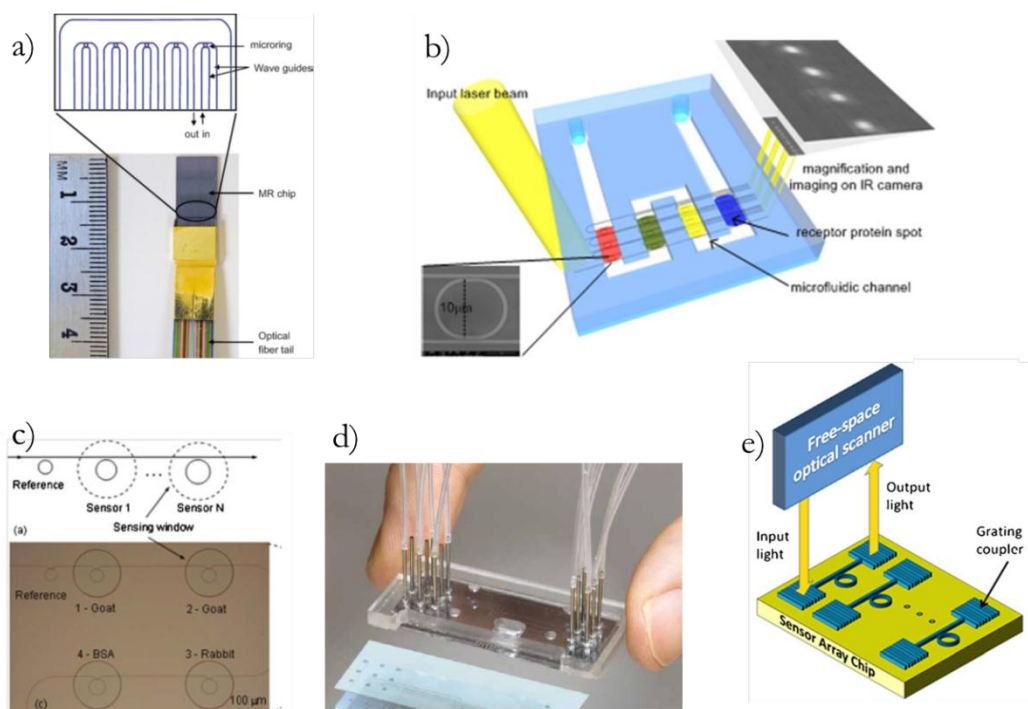 a)
microring
Wave guides
out in
MM
1
2
3
4
MR chip
Optical
fiber tail
b)
Input laser beam
magnification and
imaging on IR camera
receptor protein spot
microfluidic channel
10μm
c)
Reference
Sensor 1
...
Sensor N
Sensing window
(a)
Reference
1 - Goat
2 - Goat
4 - BSA
3 - Rabbit
(c)
100 μm
d)
e)
Free-space
optical scanner
Input
light
Output
light
Grating
coupler
Sensor Array Chip